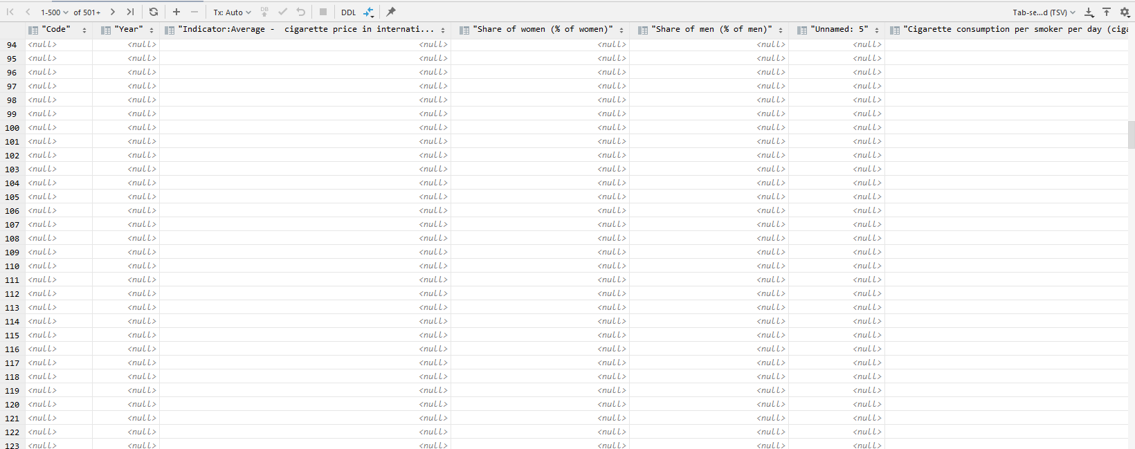 1-500 of 501+ Tx: Auto DDL Tab-se...d (TSV)
"Code" "Year" "Indicator:Average - cigarette price in internati... "Share of women (% of women)" "Share of men (% of men)" "Unnamed: 5" "Cigarette consumption per smoker per day (ciga
94 <null> <null> <null> <null> <null> <null>
95 <null> <null> <null> <null> <null> <null>
96 <null> <null> <null> <null> <null> <null>
97 <null> <null> <null> <null> <null> <null>
98 <null> <null> <null> <null> <null> <null>
99 <null> <null> <null> <null> <null> <null>
100 <null> <null> <null> <null> <null> <null>
101 <null> <null> <null> <null> <null> <null>
102 <null> <null> <null> <null> <null> <null>
103 <null> <null> <null> <null> <null> <null>
104 <null> <null> <null> <null> <null> <null>
105 <null> <null> <null> <null> <null> <null>
106 <null> <null> <null> <null> <null> <null>
107 <null> <null> <null> <null> <null> <null>
108 <null> <null> <null> <null> <null> <null>
109 <null> <null> <null> <null> <null> <null>
110 <null> <null> <null> <null> <null> <null>
111 <null> <null> <null> <null> <null> <null>
112 <null> <null> <null> <null> <null> <null>
113 <null> <null> <null> <null> <null> <null>
114 <null> <null> <null> <null> <null> <null>
115 <null> <null> <null> <null> <null> <null>
116 <null> <null> <null> <null> <null> <null>
117 <null> <null> <null> <null> <null> <null>
118 <null> <null> <null> <null> <null> <null>
119 <null> <null> <null> <null> <null> <null>
120 <null> <null> <null> <null> <null> <null>
121 <null> <null> <null> <null> <null> <null>
122 <null> <null> <null> <null> <null> <null>
123 <null> <null> <null> <null> <null> <null>